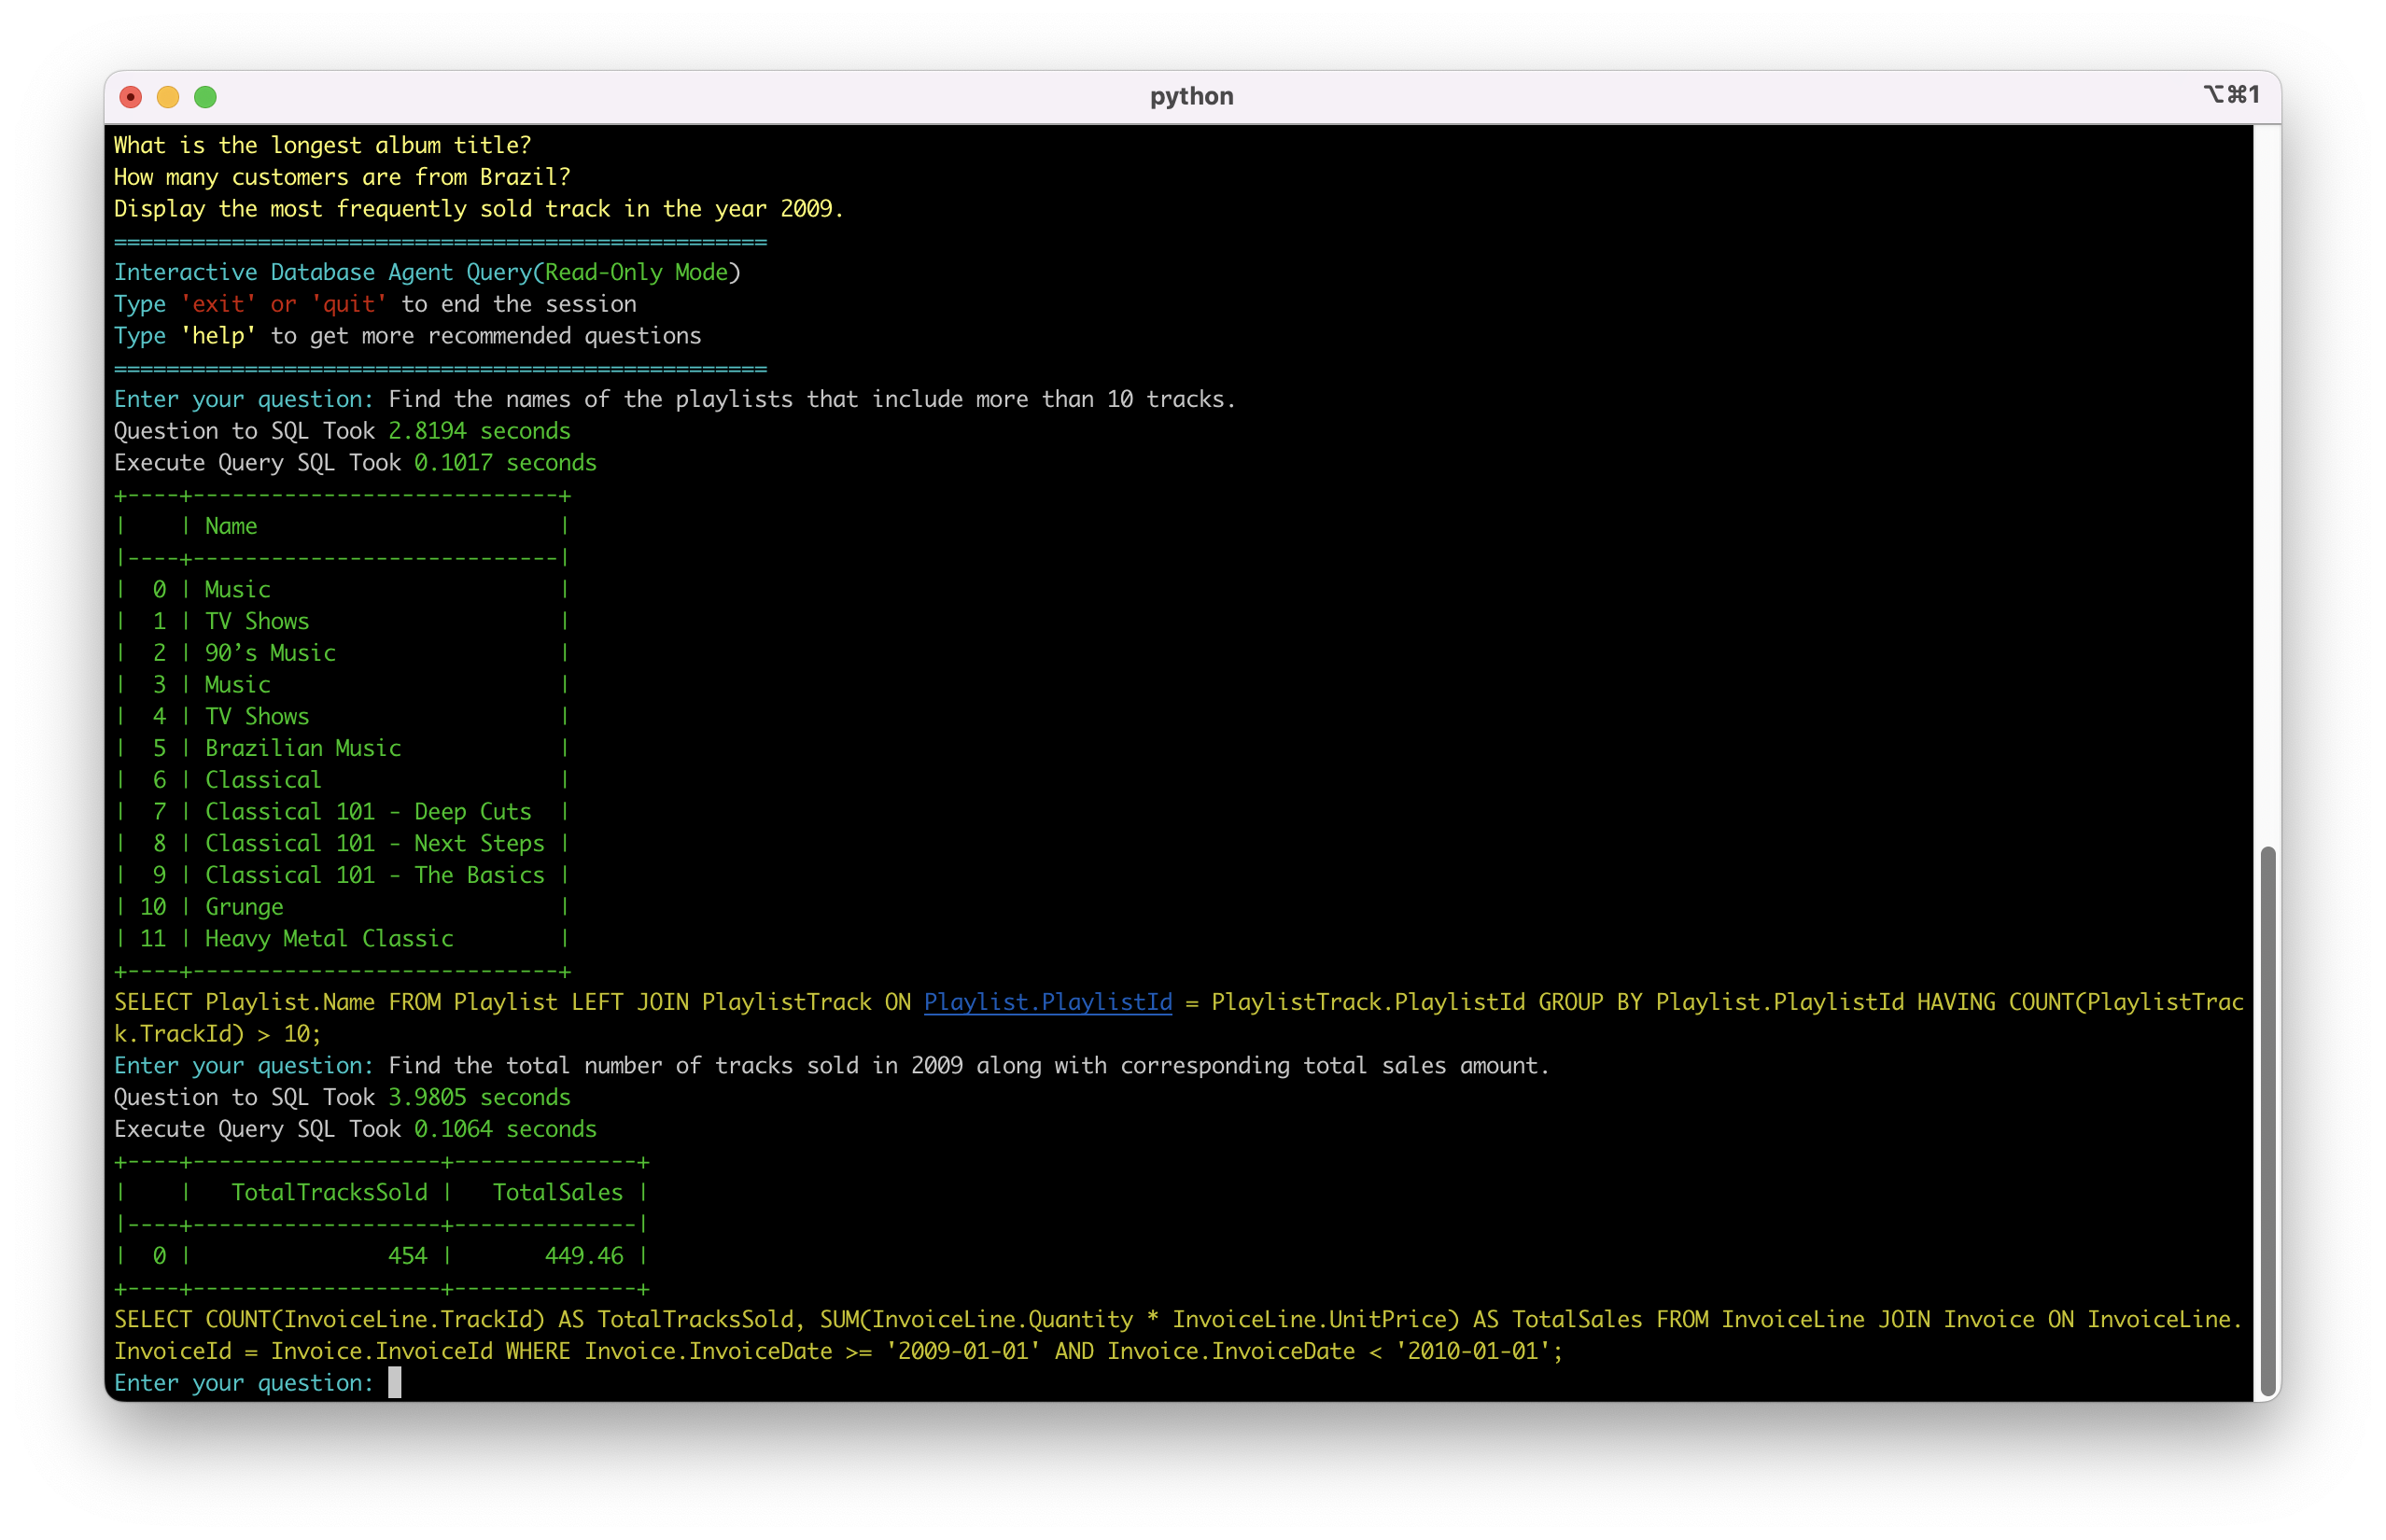 python ⌥⌘1
What is the longest album title?
How many customers are from Brazil?
Display the most frequently sold track in the year 2009.
==================================================
Interactive Database Agent Query(Read-Only Mode)
Type 'exit' or 'quit' to end the session
Type 'help' to get more recommended questions
==================================================
Enter your question: Find the names of the playlists that include more than 10 tracks.
Question to SQL Took 2.8194 seconds
Execute Query SQL Took 0.1017 seconds
+----+----------------------------+
|    | Name                       |
|----+----------------------------|
|  0 | Music                      |
|  1 | TV Shows                   |
|  2 | 90’s Music                 |
|  3 | Music                      |
|  4 | TV Shows                   |
|  5 | Brazilian Music            |
|  6 | Classical                  |
|  7 | Classical 101 - Deep Cuts  |
|  8 | Classical 101 - Next Steps |
|  9 | Classical 101 - The Basics |
| 10 | Grunge                     |
| 11 | Heavy Metal Classic        |
+----+----------------------------+
SELECT Playlist.Name FROM Playlist LEFT JOIN PlaylistTrack ON Playlist.PlaylistId = PlaylistTrack.PlaylistId GROUP BY Playlist.PlaylistId HAVING COUNT(PlaylistTrac
k.TrackId) > 10;
Enter your question: Find the total number of tracks sold in 2009 along with corresponding total sales amount.
Question to SQL Took 3.9805 seconds
Execute Query SQL Took 0.1064 seconds
+----+-------------------+--------------+
|    |   TotalTracksSold |   TotalSales |
|----+-------------------+--------------|
|  0 |               454 |       449.46 |
+----+-------------------+--------------+
SELECT COUNT(InvoiceLine.TrackId) AS TotalTracksSold, SUM(InvoiceLine.Quantity * InvoiceLine.UnitPrice) AS TotalSales FROM InvoiceLine JOIN Invoice ON InvoiceLine.
InvoiceId = Invoice.InvoiceId WHERE Invoice.InvoiceDate >= '2009-01-01' AND Invoice.InvoiceDate < '2010-01-01';
Enter your question: